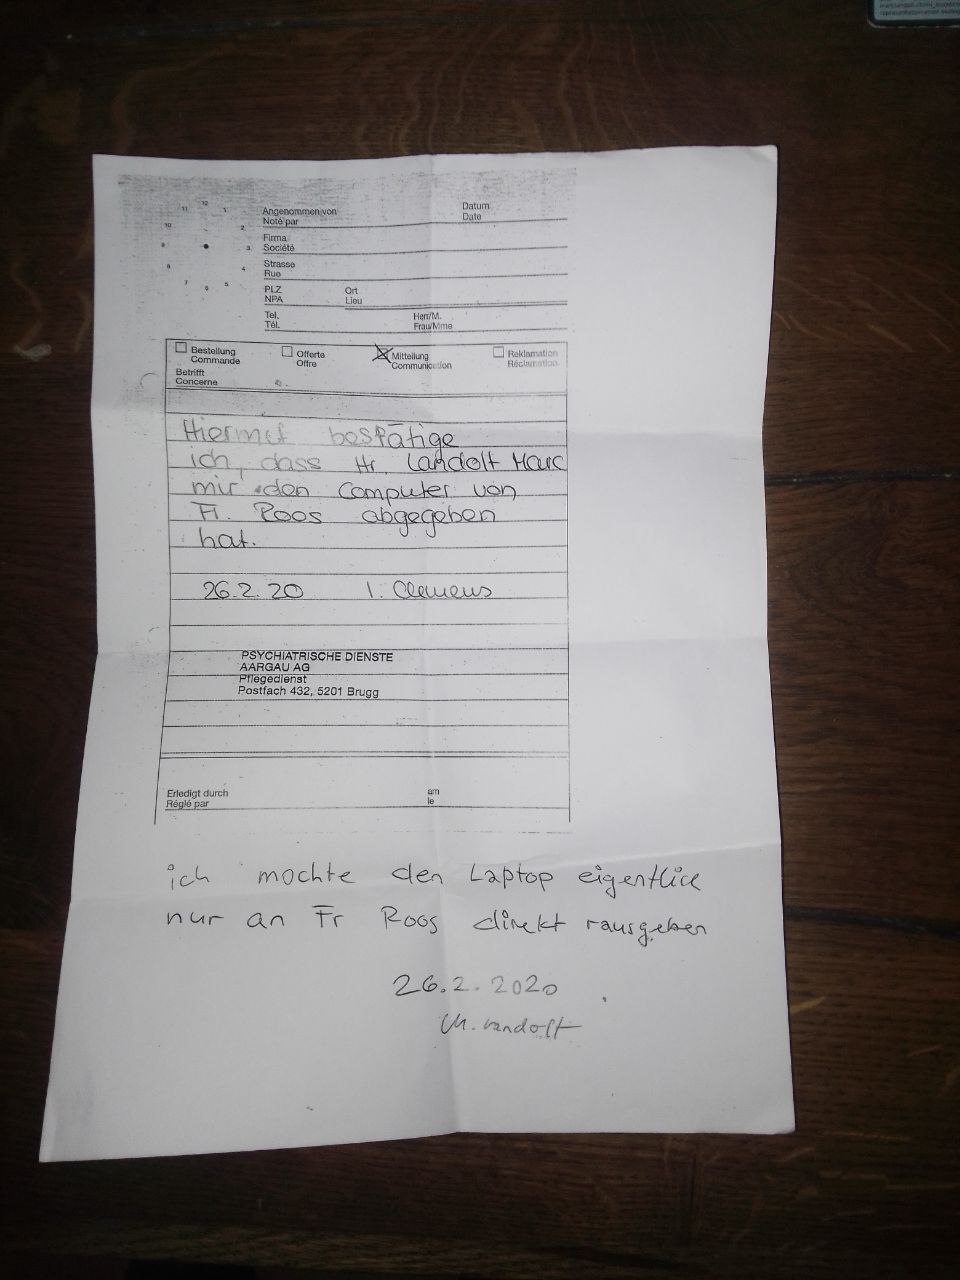 12
11 1
10 2
9 3
8 4
7 6 5
Angenommen von Datum
Noté par Date
Firma
Société
Strasse
Rue
PLZ Ort
NPA Lieu
Tel. Herr/M.
Tél. Frau/Mme
Bestellung Offerte Mitteilung Reklamation
Commande Offre Communication Réclamation
Betrifft
Concerne
Hiermit bestätige
ich, dass Hr. Landolt Marc
mir den Computer von
Fr. Roos abgegeben
hat.
26.2.20 I. Clemens
PSYCHIATRISCHE DIENSTE
AARGAU AG
Pflegedienst
Postfach 432, 5201 Brugg
Erledigt durch am
Réglé par le
ich mochte den Laptop eigentlich
nur an Fr Roos direkt rausgeben
26.2.2020
M. Landolt